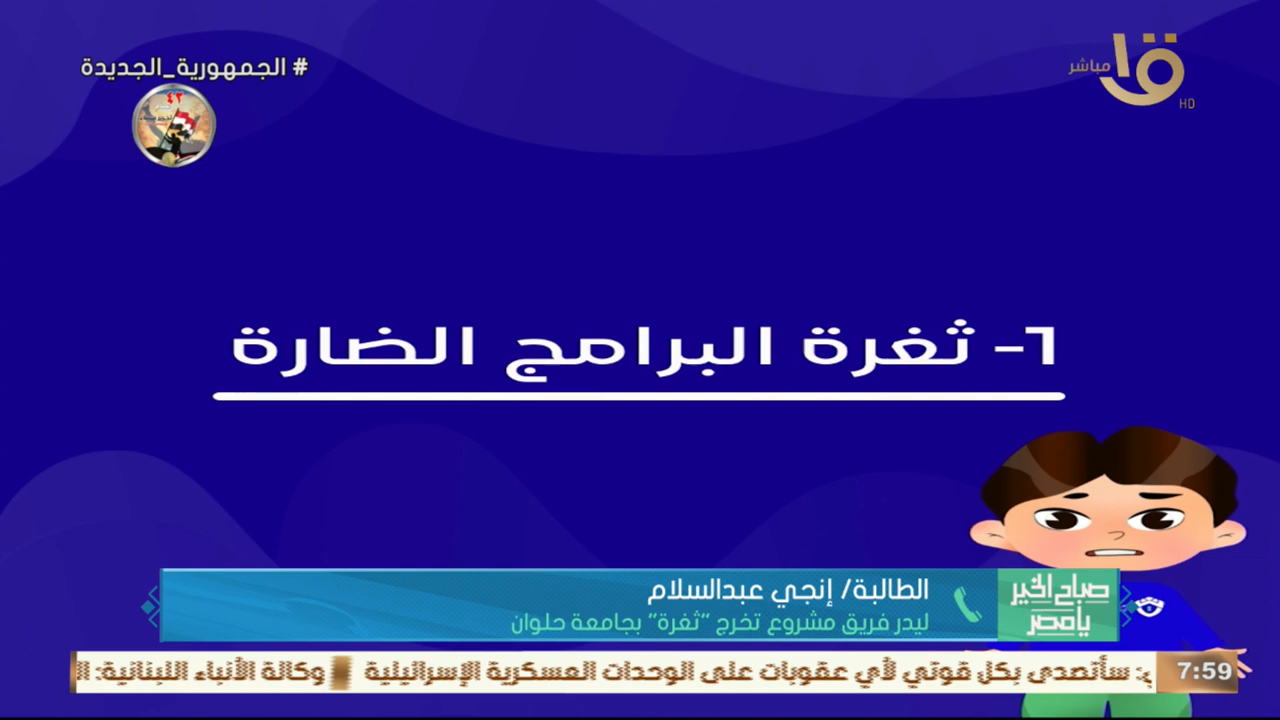 # الجمهورية_الجديدة
٤٢
مباشر
HD
٦- ثغرة البرامج الضارة
صباح الخير
يا مصر
الطالبة/ إنجي عبدالسلام
ليدر فريق مشروع تخرج "ثغرة" بجامعة حلوان
7:59
سأتصدى بكل قوتي لأي عقوبات على الوحدات العسكرية الإسرائيلية وكالة الأنباء اللبنانية: